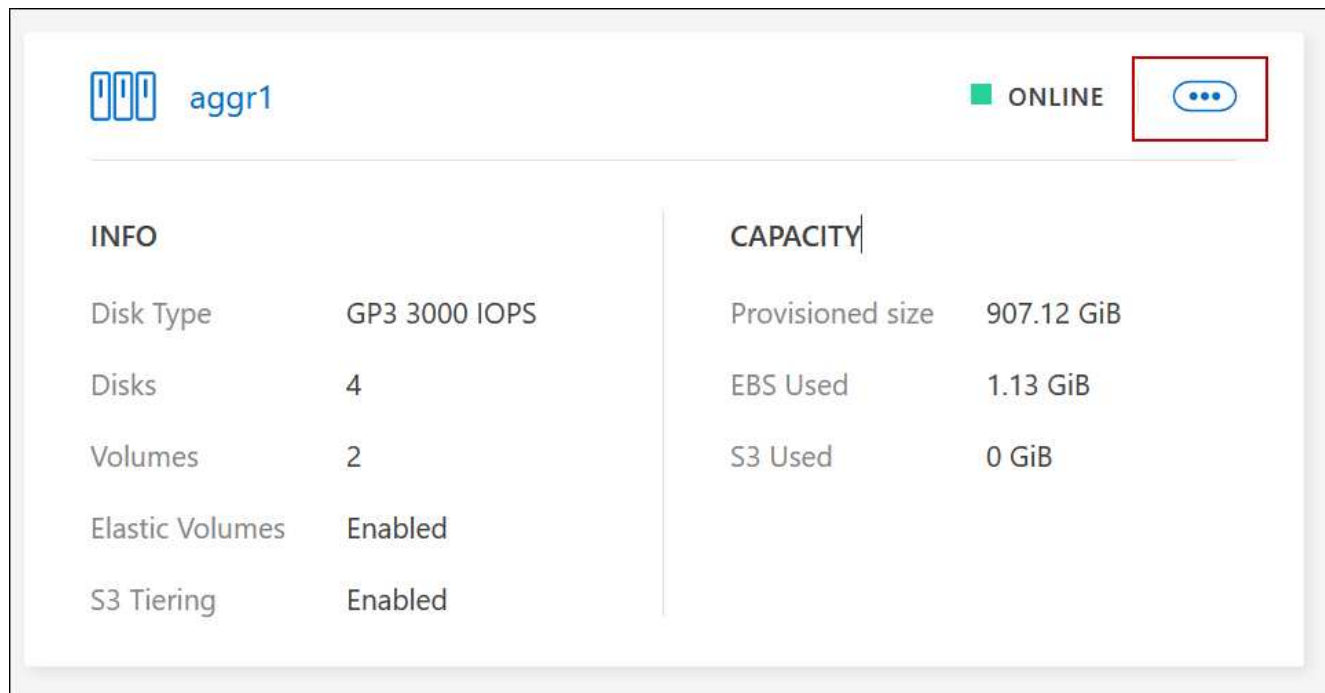 aggr1
ONLINE
INFO
Disk Type GP3 3000 IOPS
Disks 4
Volumes 2
Elastic Volumes Enabled
S3 Tiering Enabled
CAPACITY
Provisioned size 907.12 GiB
EBS Used 1.13 GiB
S3 Used 0 GiB